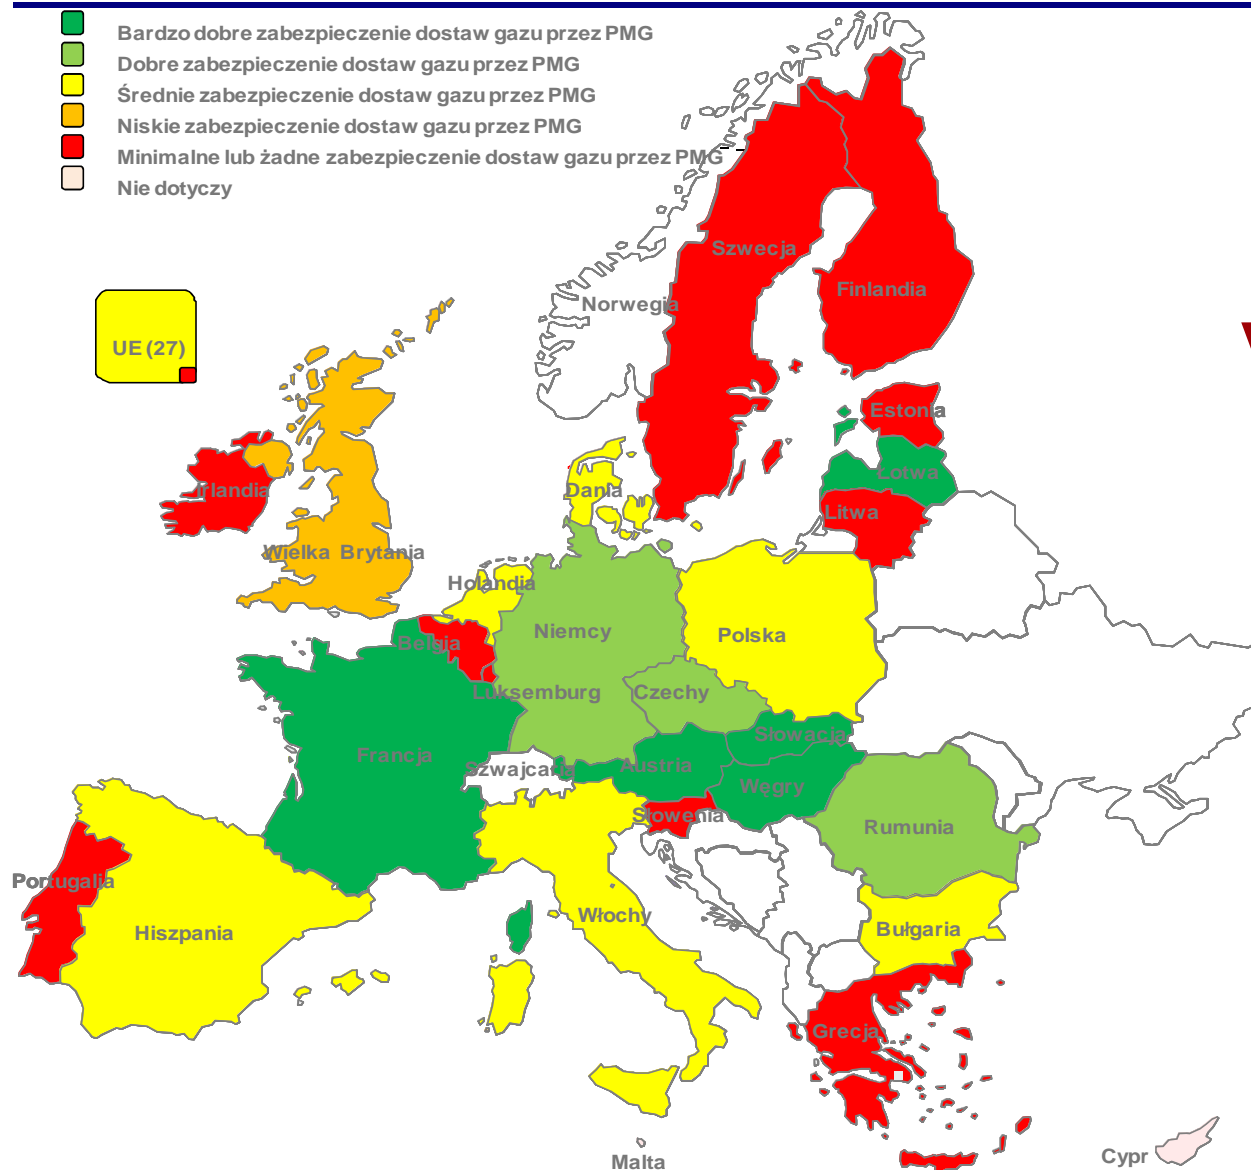 Bardzo dobre zabezpieczenie dostaw gazu przez PMG
Dobre zabezpieczenie dostaw gazu przez PMG
Średnie zabezpieczenie dostaw gazu przez PMG
Niskie zabezpieczenie dostaw gazu przez PMG
Minimalne lub żadne zabezpieczenie dostaw gazu przez PMG
Nie dotyczy
Szwecja
Finlandia
Norwegia
UE (27)
Estonia
Łotwa
Irlandia
Dania
Litwa
Wielka Brytania
Holandia
Niemcy
Polska
Belgia
Luksemburg
Czechy
Słowacja
Francja
Szwajcaria
Austria
Węgry
Słowenia
Rumunia
Portugalia
Włochy
Hiszpania
Bułgaria
Grecja
Cypr
Malta